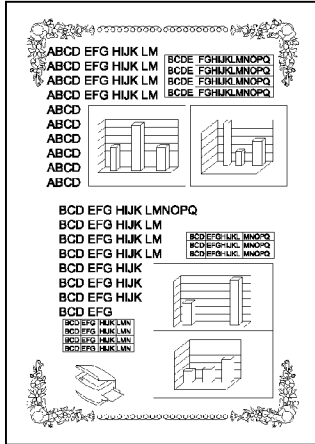 ABCD EFG HIJK LM
ABCD EFG HIJK LM
ABCD EFG HIJK LM
ABCD EFG HIJK LM
BCDE FGHIJKLMNOPQ
BCDE FGHIJKLMNOPQ
BCDE FGHIJKLMNOPQ
BCDE FGHIJKLMNOPQ
ABCD
ABCD
ABCD
ABCD
ABCD
ABCD
BCD EFG HIJK LMNOPQ
BCD EFG HIJK LM
BCD EFG HIJK LM
BCD EFG HIJK LM
BCD EFGHIJKL MNOPQ
BCD EFGHIJKL MNOPQ
BCD EFGHIJKL MNOPQ
BCD EFG HIJK
BCD EFG HIJK
BCD EFG HIJK
BCD EFG
BCD EFG HIJK LMN
BCD EFG HIJK LMN
BCD EFG HIJK LMN
BCD EFG HIJK LMN